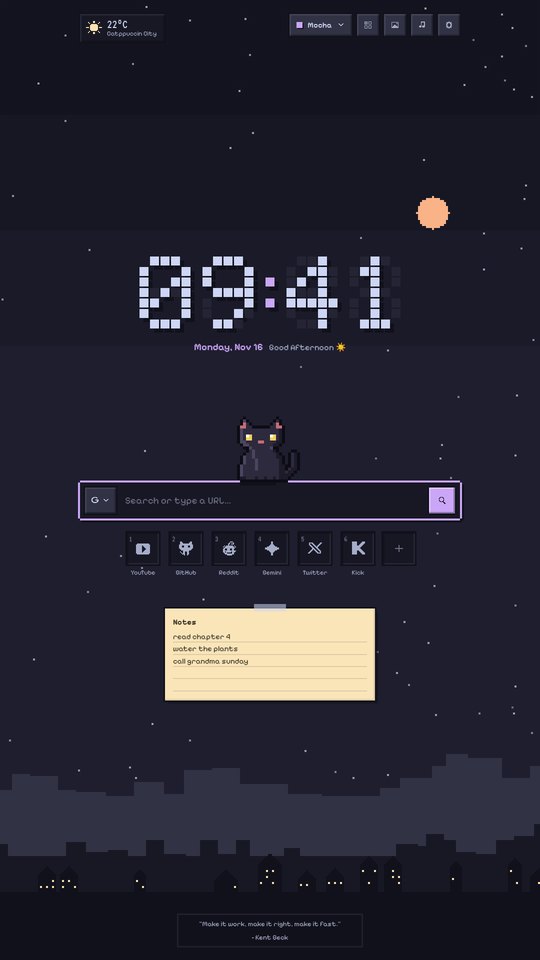 22°C
Catppuccin City
Mocha
09:41
Monday, Nov 16 Good Afternoon ☀️
G
Search or type a URL...
1 2 3 4 5 6
YouTube GitHub Reddit Gemini Twitter Kick
Notes
read chapter 4
water the plants
call grandma sunday
"Make it work, make it right, make it fast."
- Kent Beck